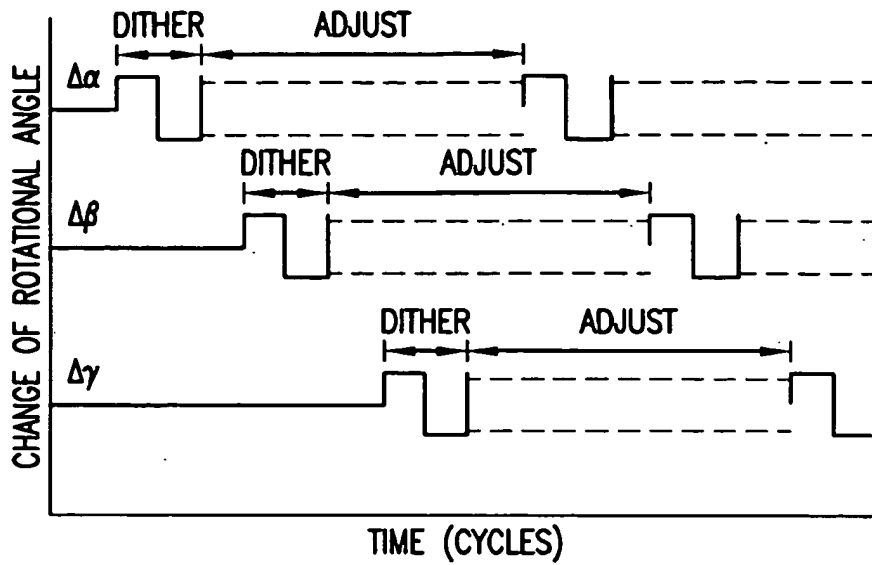 DITHER ADJUST
Δα
DITHER ADJUST
Δβ
DITHER ADJUST
Δγ
CHANGE OF ROTATIONAL ANGLE
TIME (CYCLES)